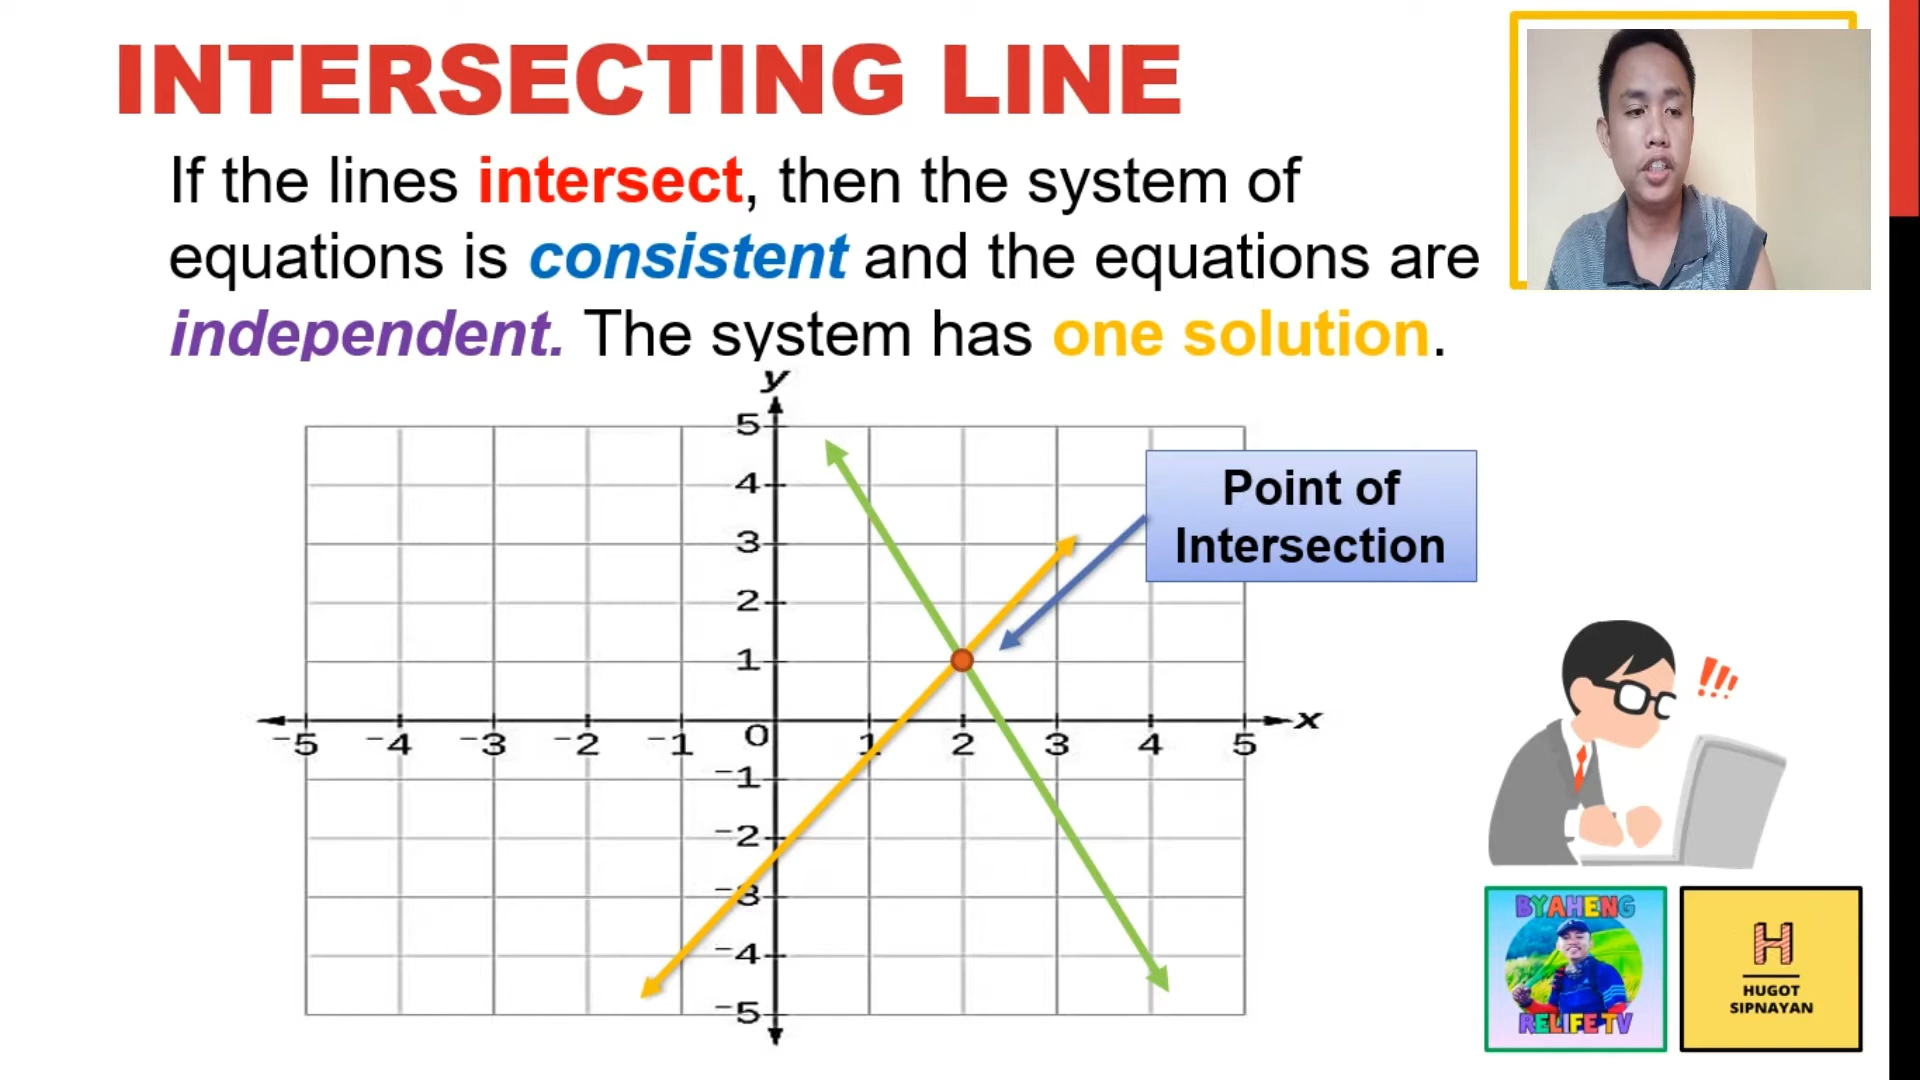 INTERSECTING LINE
If the lines intersect, then the system of
equations is consistent and the equations are
independent. The system has one solution.
y
5
4
3
2
1
0
x
-5 -4 -3 -2 -1 1 2 3 4 5
-1
-2
-3
-4
-5
Point of
Intersection
!!!
BYAHENG
RELIFE TV
H
HUGOT
SIPNAYAN